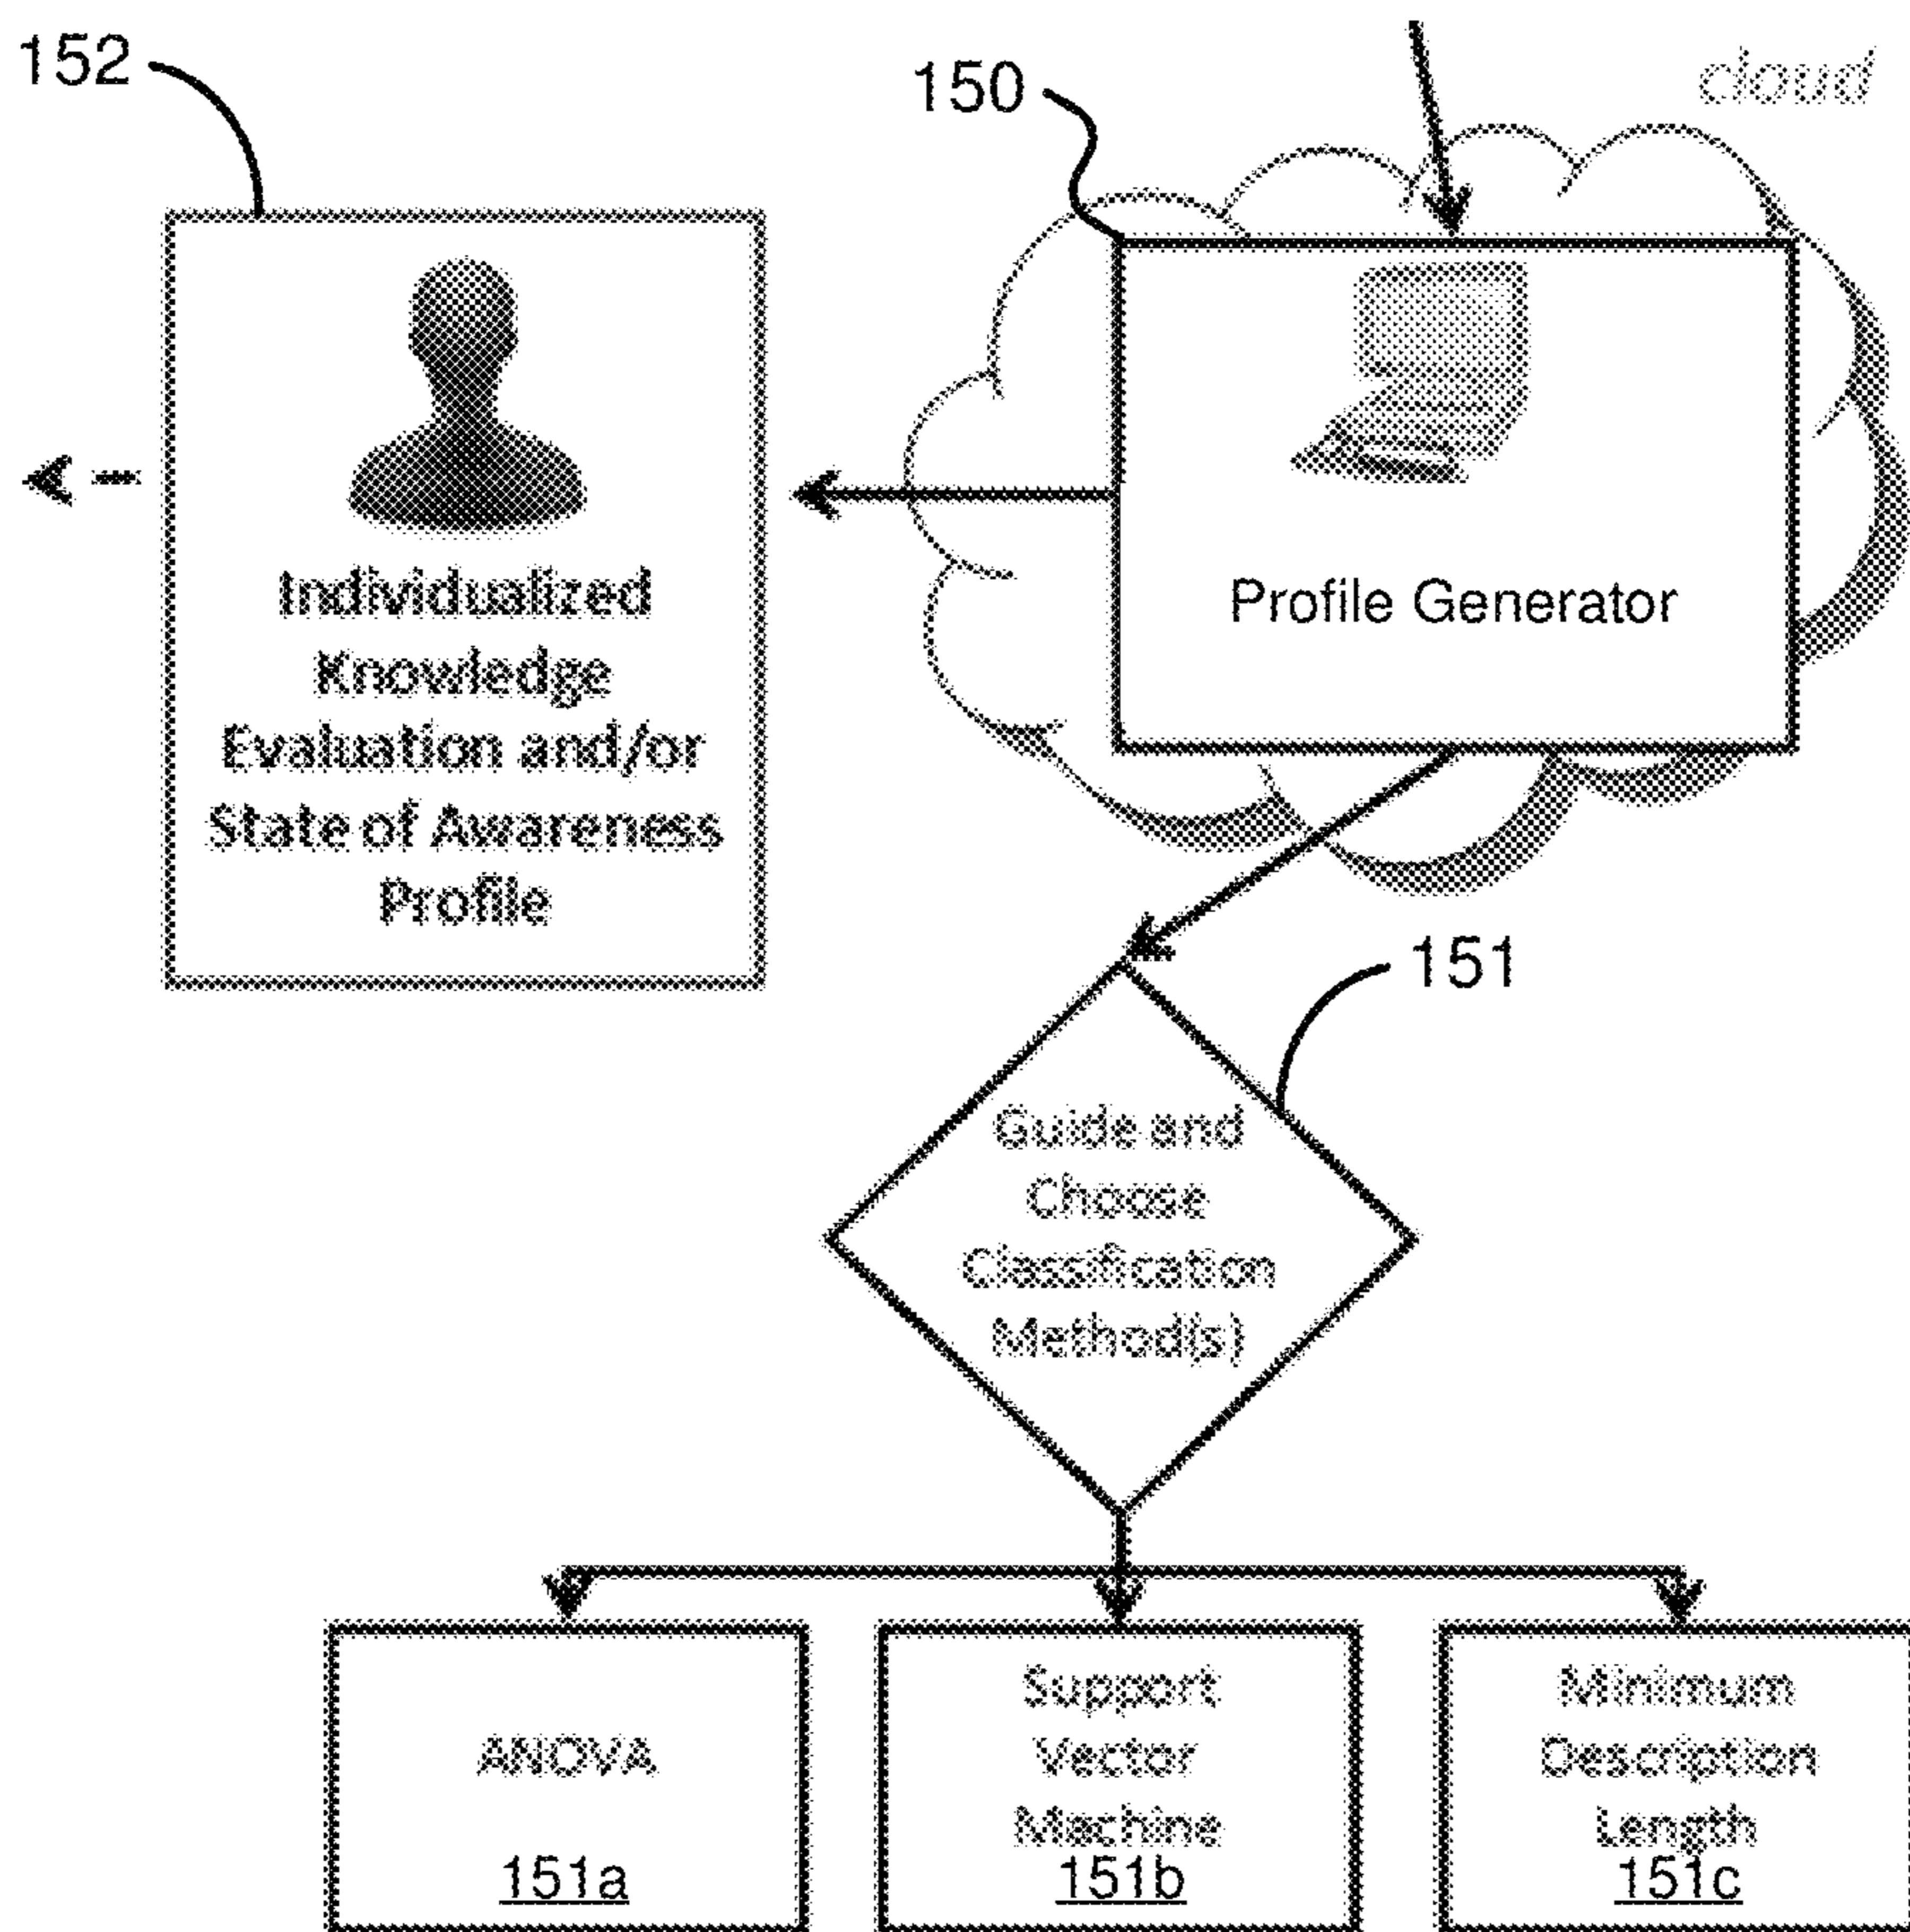 152
150
cloud
Individualized
Knowledge
Evaluation and/or
State of Awareness
Profile
Profile Generator
151
Guide and
Choose
Classification
Method(s)
ANOVA
151a
Support
Vector
Machine
151b
Minimum
Description
Length
151c